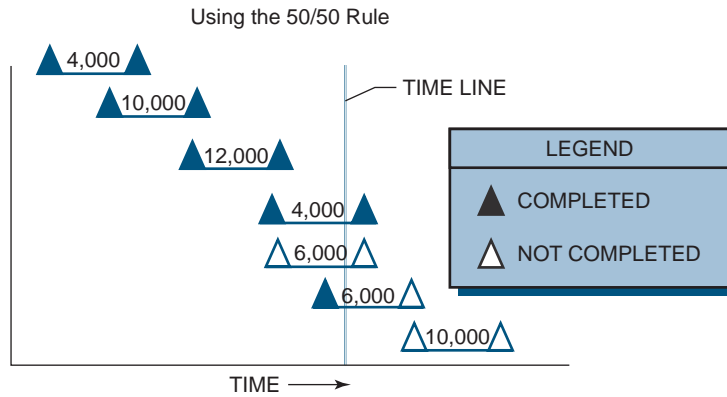 Using the 50/50 Rule
4,000
10,000
TIME LINE
12,000
LEGEND
COMPLETED
4,000
NOT COMPLETED
6,000
6,000
10,000
TIME